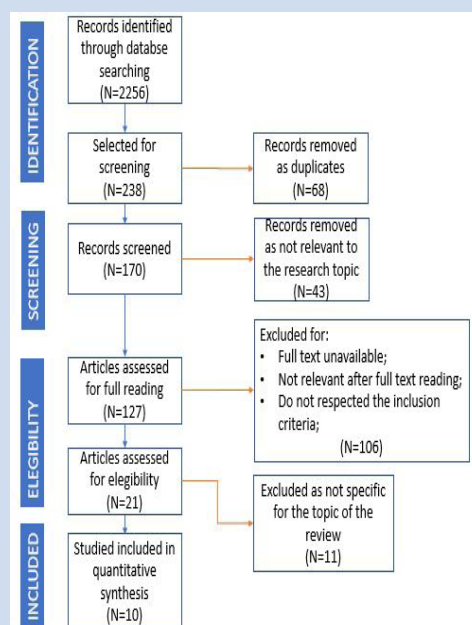 IDENTIFICATION
Records identified
through databse
searching
(N=2256)
Selected for
screening
(N=238)
Records removed
as duplicates
(N=68)
SCREENING
Records screened
(N=170)
Records removed
as not relevant to
the research topic
(N=43)
ELEGIBILITY
Articles assessed
for full reading
(N=127)
Excluded for:
• Full text unavailable;
• Not relevant after full text reading;
• Do not respected the inclusion
criteria;
(N=106)
Articles assessed
for elegibility
(N=21)
Excluded as not specific
for the topic of the
review
(N=11)
INCLUDED
Studied included in
quantitative
synthesis
(N=10)